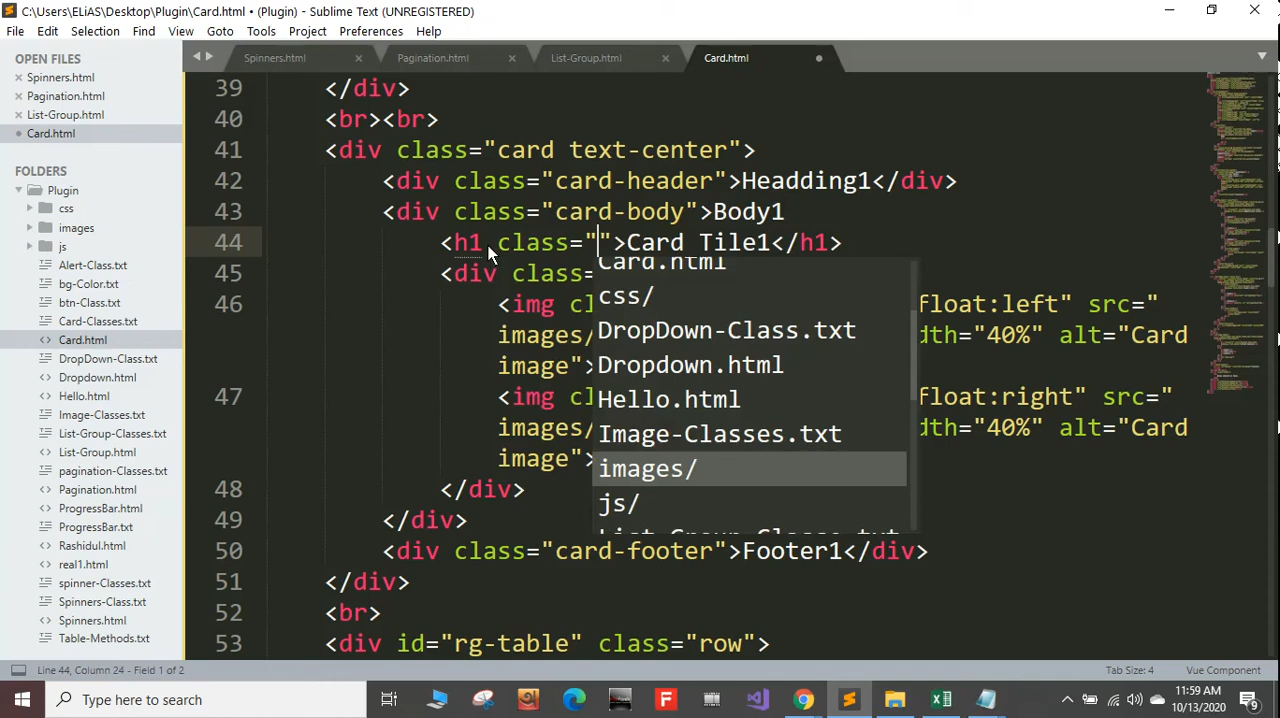 C:\Users\ELiAS\Desktop\Plugin\Card.html • (Plugin) - Sublime Text (UNREGISTERED)
File Edit Selection Find View Goto Tools Project Preferences Help
OPEN FILES
Spinners.html
Pagination.html
List-Group.html
Card.html
FOLDERS
Plugin
css
images
js
Alert-Class.txt
bg-Color.txt
btn-Class.txt
Card-Classes.txt
Card.html
DropDown-Class.txt
Dropdown.html
Hello.html
Image-Classes.txt
List-Group-Classes.txt
List-Group.html
pagination-Classes.txt
Pagination.html
ProgressBar.html
ProgressBar.txt
Rashidul.html
real1.html
spinner-Classes.txt
Spinners-Class.txt
Spinners.html
Table-Methods.txt
Spinners.html Pagination.html List-Group.html Card.html
39 </div>
40 <br><br>
41 <div class="card text-center">
42 <div class="card-header">Headding1</div>
43 <div class="card-body">Body1
44 <h1 class="">Card Tile1</h1>
45 <div class=
46 <img cl float:left" src="
images/ dth="40%" alt="Card
image">
47 <img cl float:right" src="
images/ dth="40%" alt="Card
image">
48 </div>
49 </div>
50 <div class="card-footer">Footer1</div>
51 </div>
52 <br>
53 <div id="rg-table" class="row">
Card.html
css/
DropDown-Class.txt
Dropdown.html
Hello.html
Image-Classes.txt
images/
js/
List-Group-Classes.txt
Line 44, Column 24 - Field 1 of 2 Tab Size: 4 Vue Component
Type here to search
11:59 AM
10/13/2020